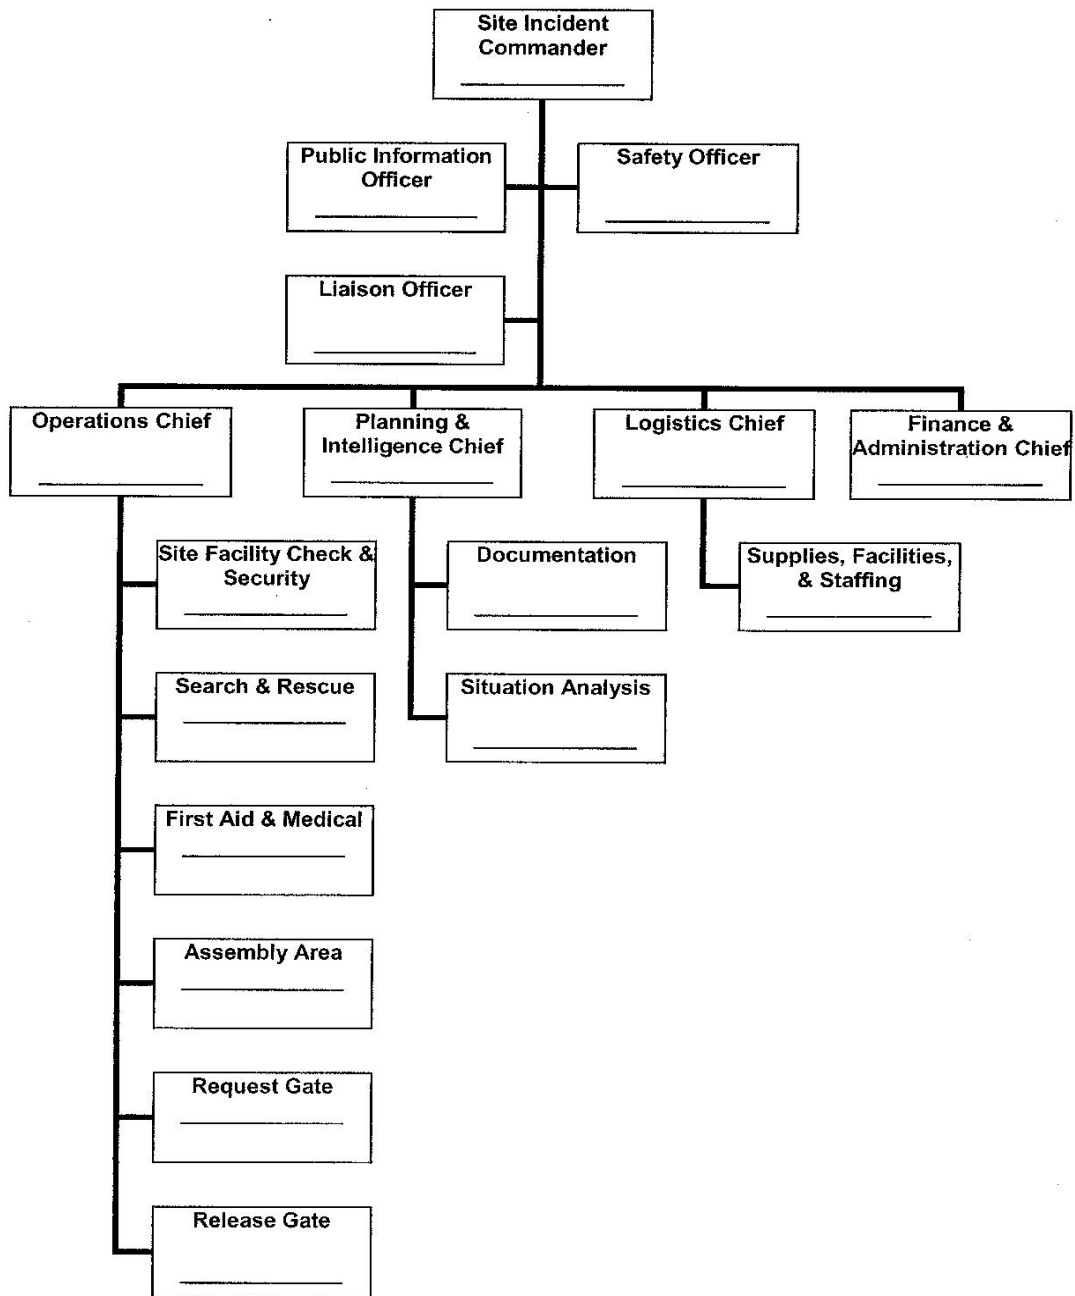 Site Incident
Commander
Public Information
Officer
Safety Officer
Liaison Officer
Operations Chief
Planning &
Intelligence Chief
Logistics Chief
Finance &
Administration Chief
Site Facility Check &
Security
Documentation
Supplies, Facilities,
& Staffing
Search & Rescue
Situation Analysis
First Aid & Medical
Assembly Area
Request Gate
Release Gate